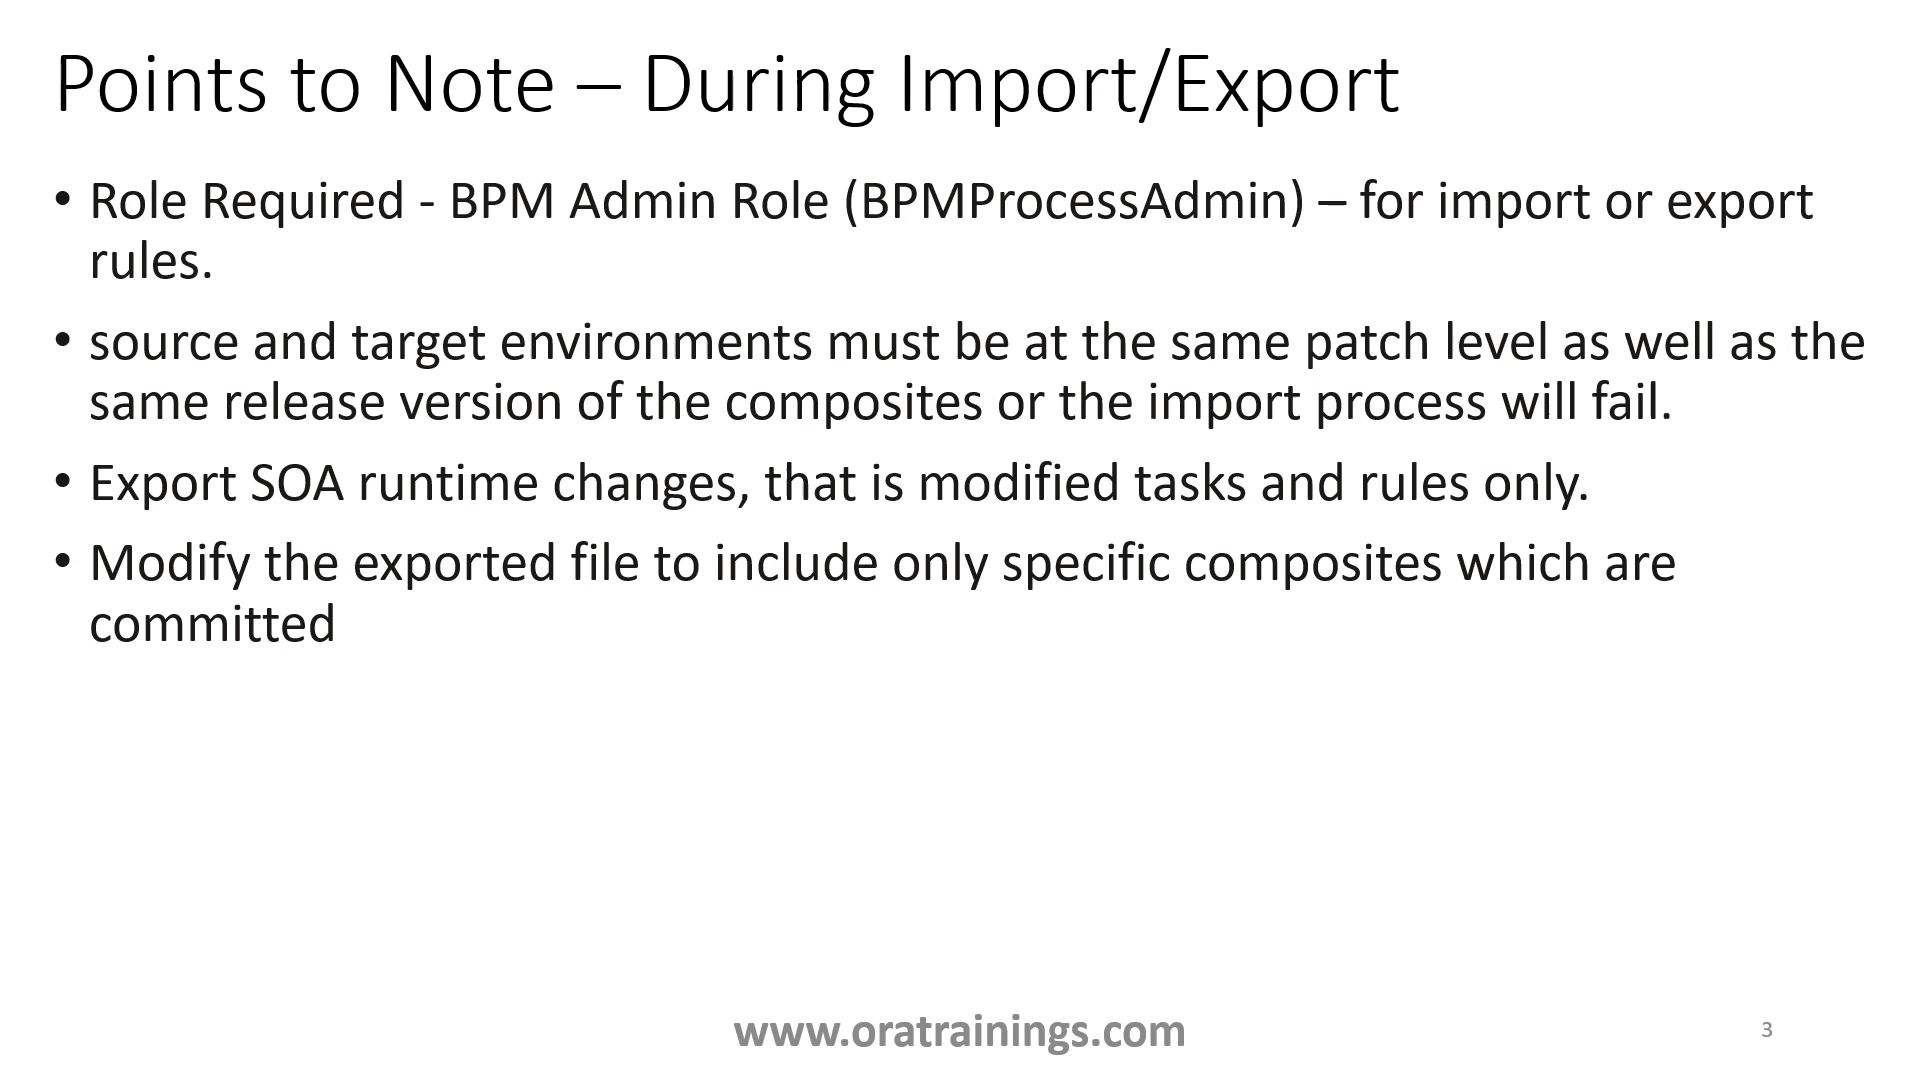 Points to Note – During Import/Export
• Role Required - BPM Admin Role (BPMProcessAdmin) – for import or export
rules.
• source and target environments must be at the same patch level as well as the
same release version of the composites or the import process will fail.
• Export SOA runtime changes, that is modified tasks and rules only.
• Modify the exported file to include only specific composites which are
committed
www.oratrainings.com
3